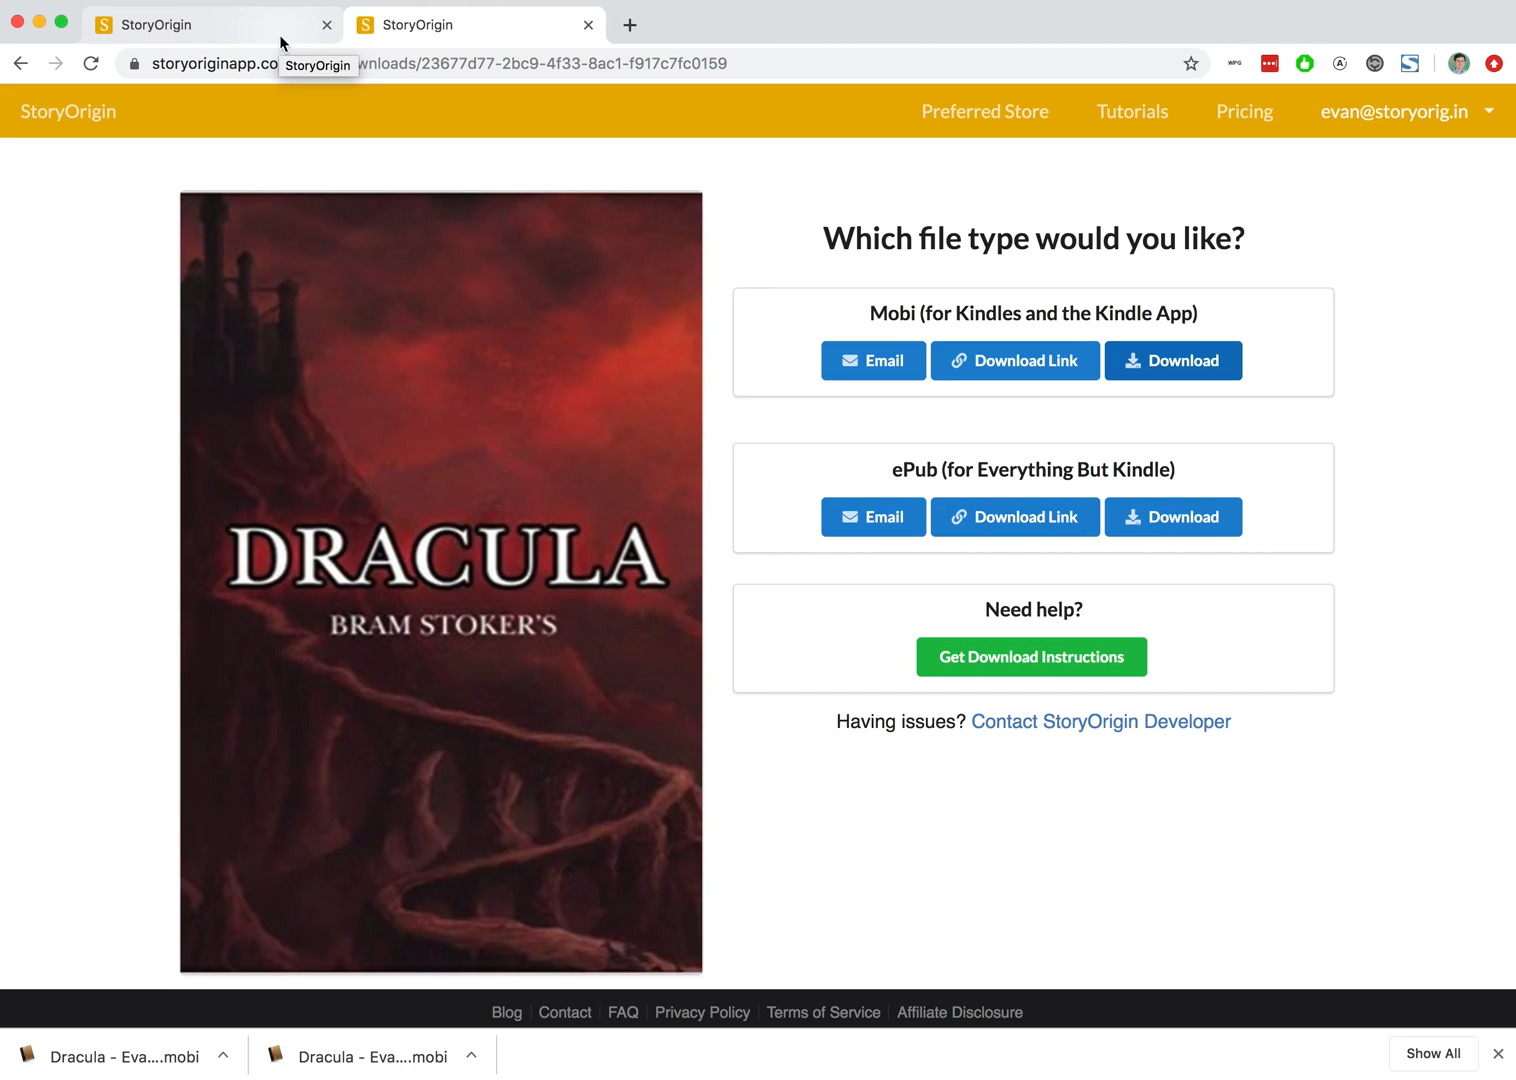 StoryOrigin
StoryOrigin
storyoriginapp.co
StoryOrigin
wnloads/23677d77-2bc9-4f33-8ac1-f917c7fc0159
WPG
StoryOrigin
Preferred Store
Tutorials
Pricing
evan@storyorig.in
DRACULA
BRAM STOKER'S
Which file type would you like?
Mobi (for Kindles and the Kindle App)
Email
Download Link
Download
ePub (for Everything But Kindle)
Email
Download Link
Download
Need help?
Get Download Instructions
Having issues? Contact StoryOrigin Developer
Blog
Contact
FAQ
Privacy Policy
Terms of Service
Affiliate Disclosure
Dracula - Eva....mobi
Dracula - Eva....mobi
Show All